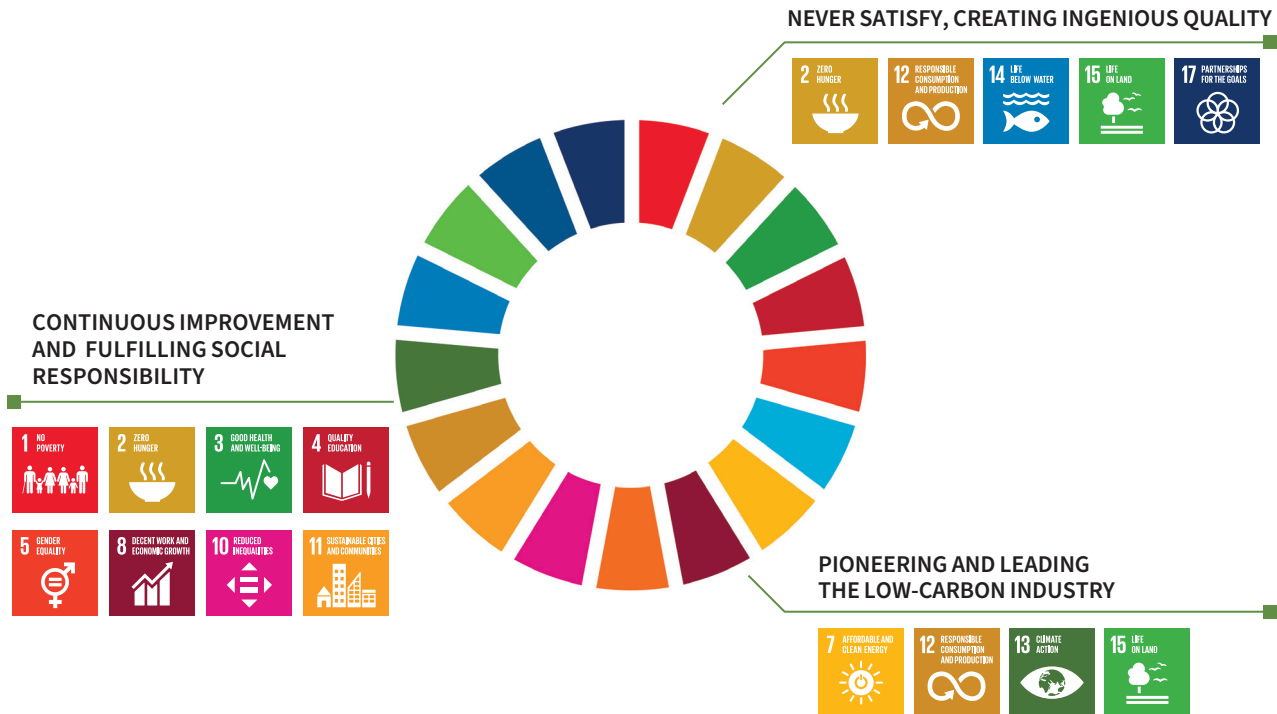 NEVER SATISFY, CREATING INGENIOUS QUALITY
2 ZERO
HUNGER
12 RESPONSIBLE
CONSUMPTION
AND PRODUCTION
14 LIFE
BELOW WATER
15 LIFE
ON LAND
17 PARTNERSHIPS
FOR THE GOALS
CONTINUOUS IMPROVEMENT
AND FULFILLING SOCIAL
RESPONSIBILITY
1 NO
POVERTY
2 ZERO
HUNGER
3 GOOD HEALTH
AND WELL-BEING
4 QUALITY
EDUCATION
5 GENDER
EQUALITY
8 DECENT WORK AND
ECONOMIC GROWTH
10 REDUCED
INEQUALITIES
11 SUSTAINABLE CITIES
AND COMMUNITIES
PIONEERING AND LEADING
THE LOW-CARBON INDUSTRY
7 AFFORDABLE AND
CLEAN ENERGY
12 RESPONSIBLE
CONSUMPTION
AND PRODUCTION
13 CLIMATE
ACTION
15 LIFE
ON LAND